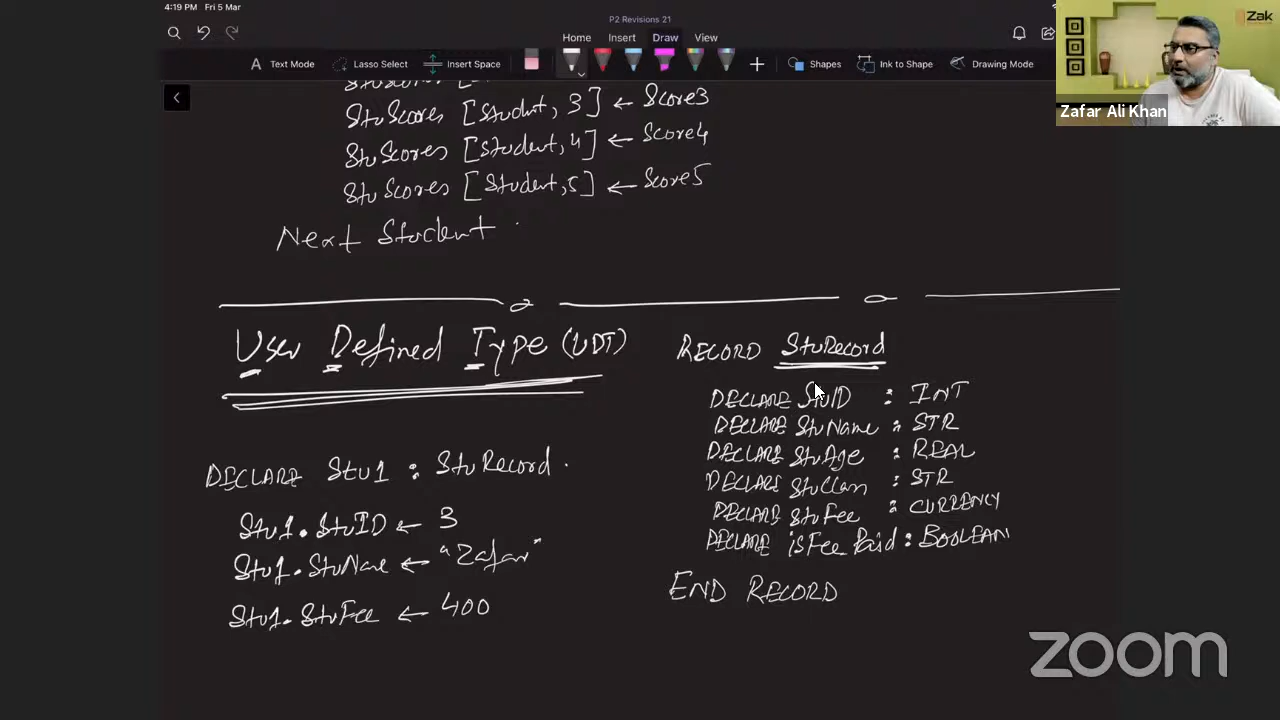 4:19 PM Fri 5 Mar
P2 Revisions 21
Home Insert Draw View
Zak
Text Mode Lasso Select Insert Space Shapes Ink to Shape Drawing Mode
Zafar Ali Khan
StuScores [Student, 3] ← Score3
StuScores [Student, 4] ← Score4
StuScores [Student, 5] ← Score5
Next Student
User Defined Type (UDT)
DECLARE Stu1 : StuRecord.
Stu1.StuID ← 3
Stu1.StuName ← "Zafar"
Stu1.StuFee ← 400
RECORD StuRecord
DECLARE StuID : INT
DECLARE StuName : STR
DECLARE StuAge : REAL
DECLARE StuClass : STR
DECLARE StuFee : CURRENCY
DECLARE isFeePaid : BOOLEAN
END RECORD
zoom